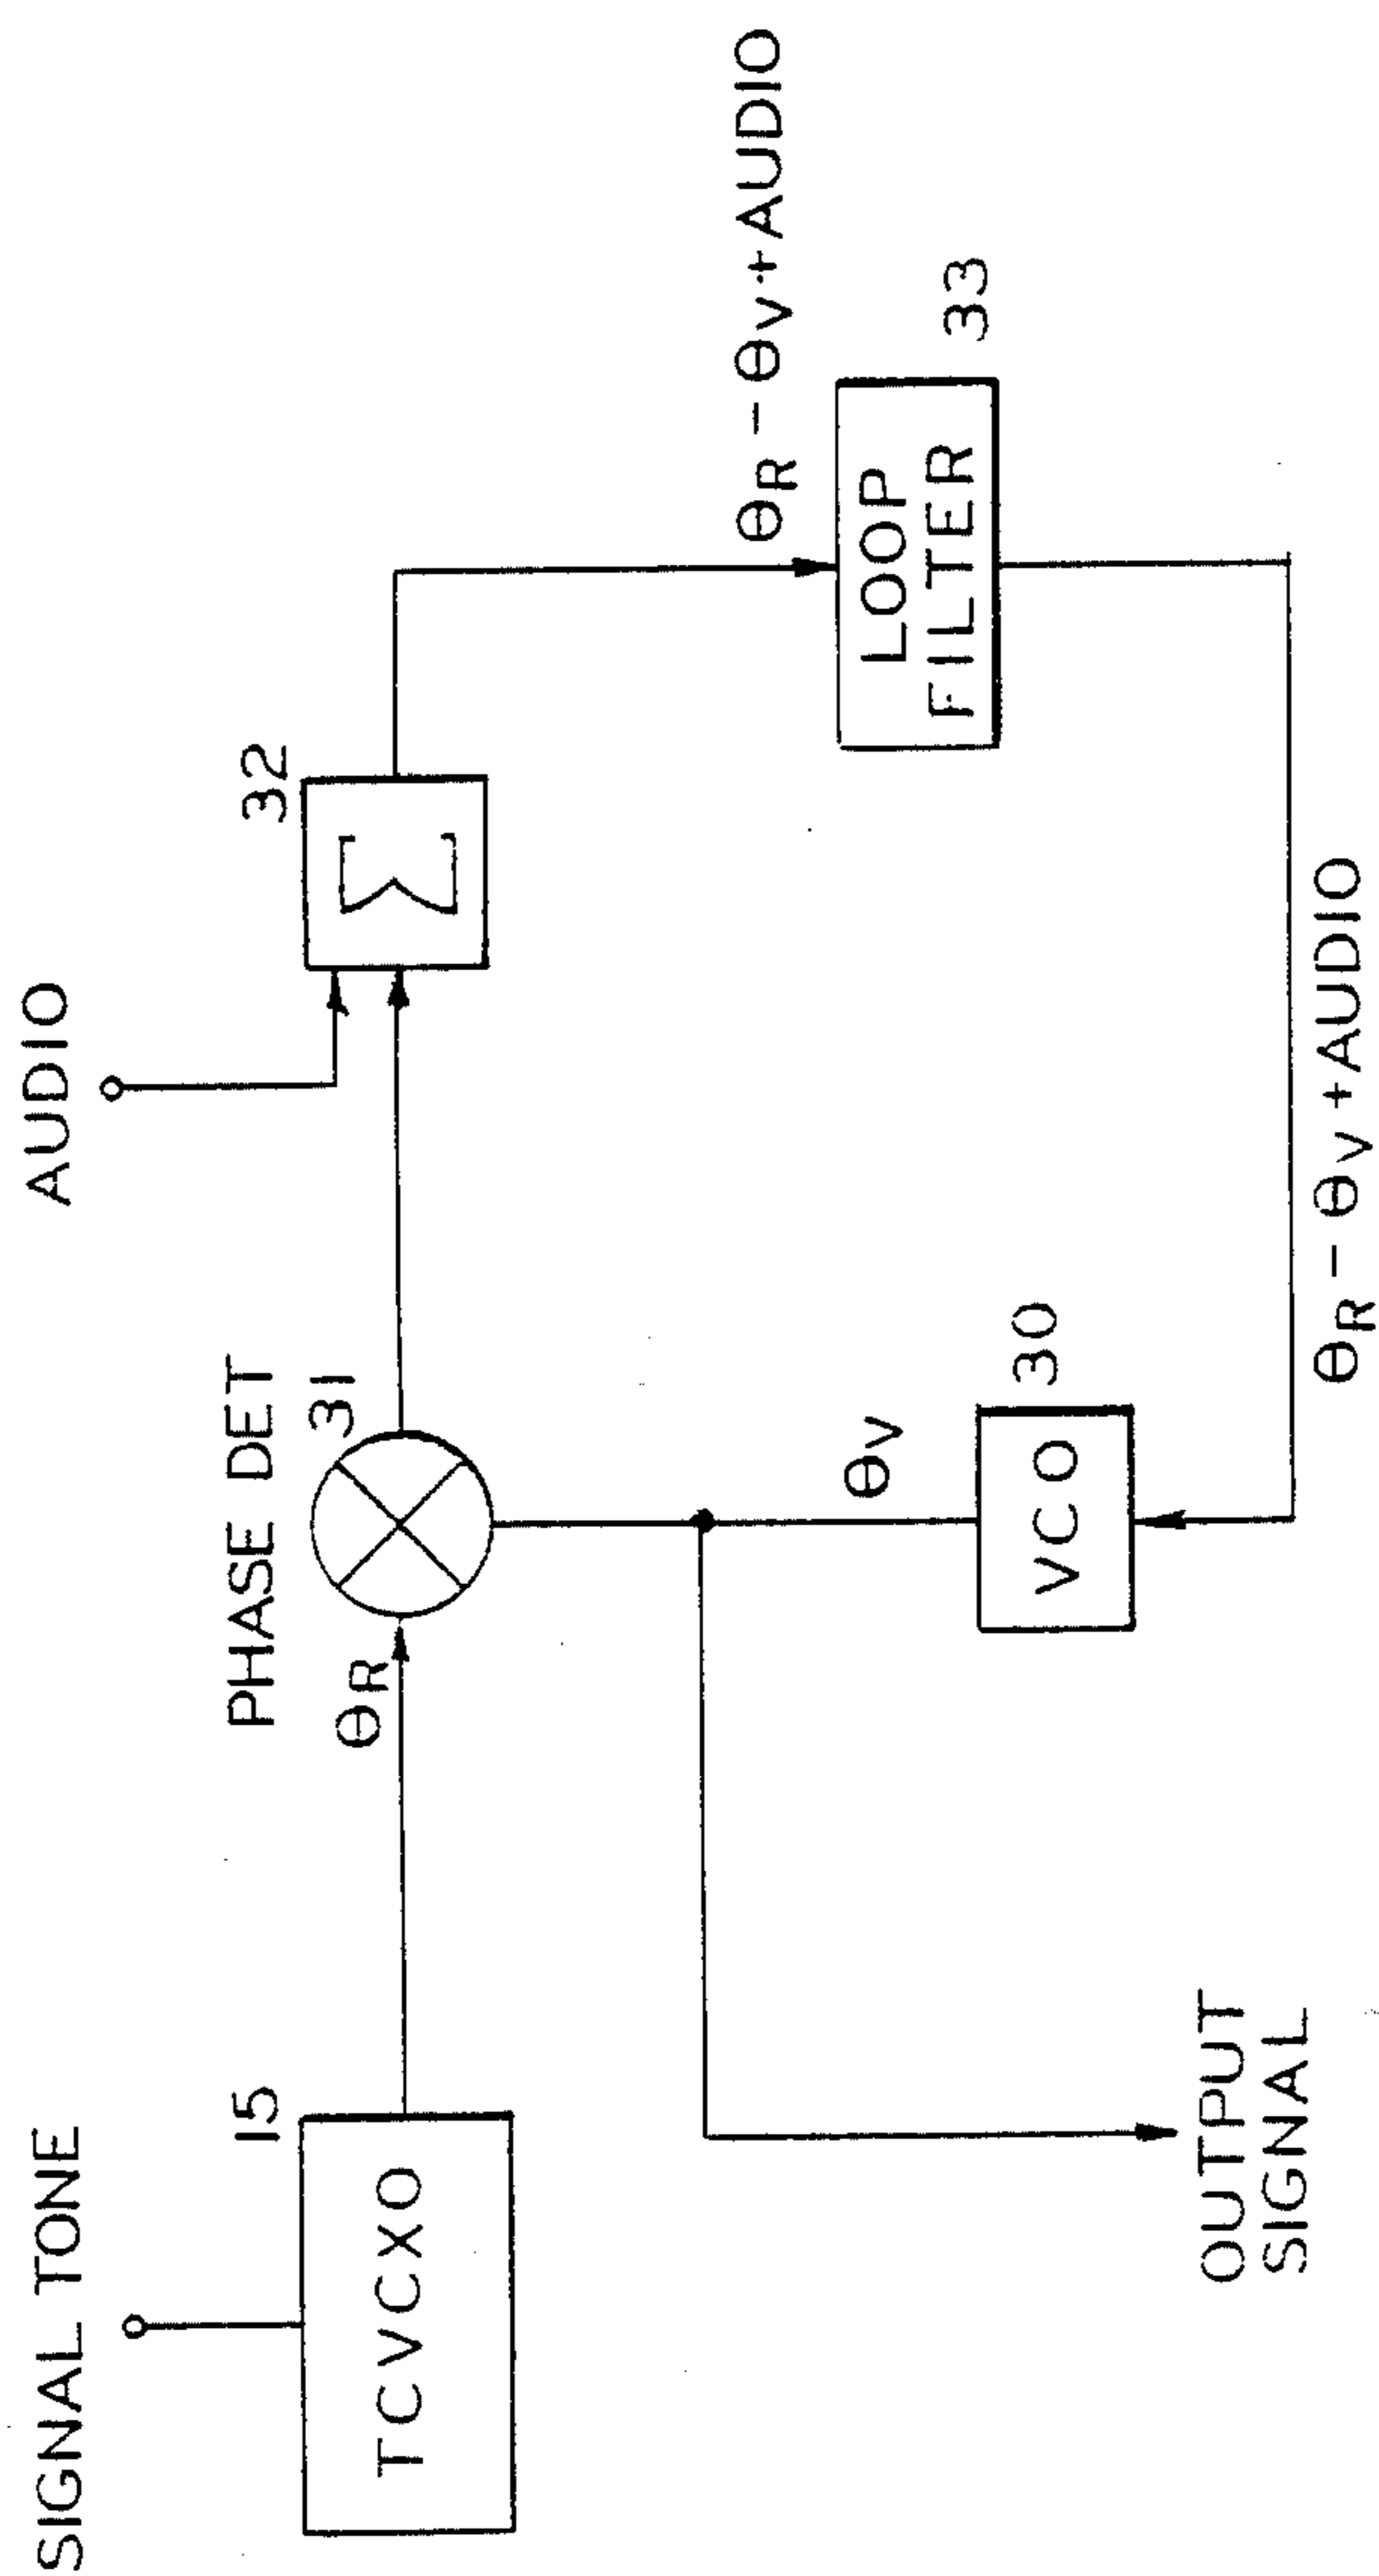 SIGNAL TONE
AUDIO
15
TCVCXO
θR
PHASE DET
31
32
Σ
θR - θV + AUDIO
LOOP
FILTER
33
θV
VCO
30
θR - θV + AUDIO
OUTPUT
SIGNAL